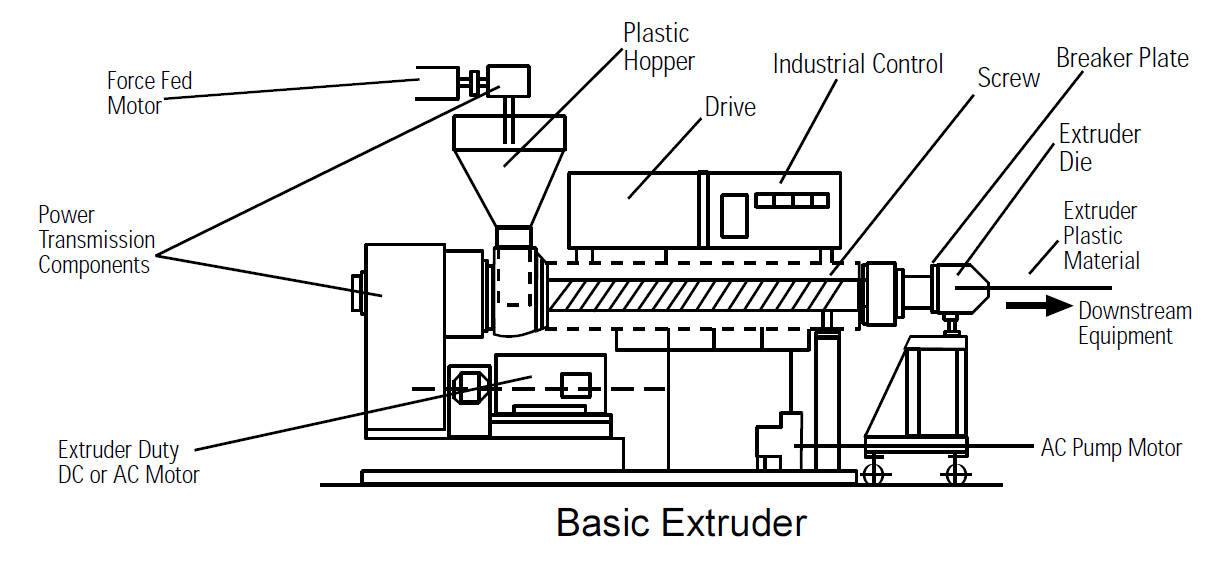 Plastic
Hopper
Force Fed
Motor
Industrial Control
Breaker Plate
Screw
Drive
Extruder
Die
Power
Transmission
Components
Extruder
Plastic
Material
Downstream
Equipment
Extruder Duty
DC or AC Motor
AC Pump Motor
Basic Extruder